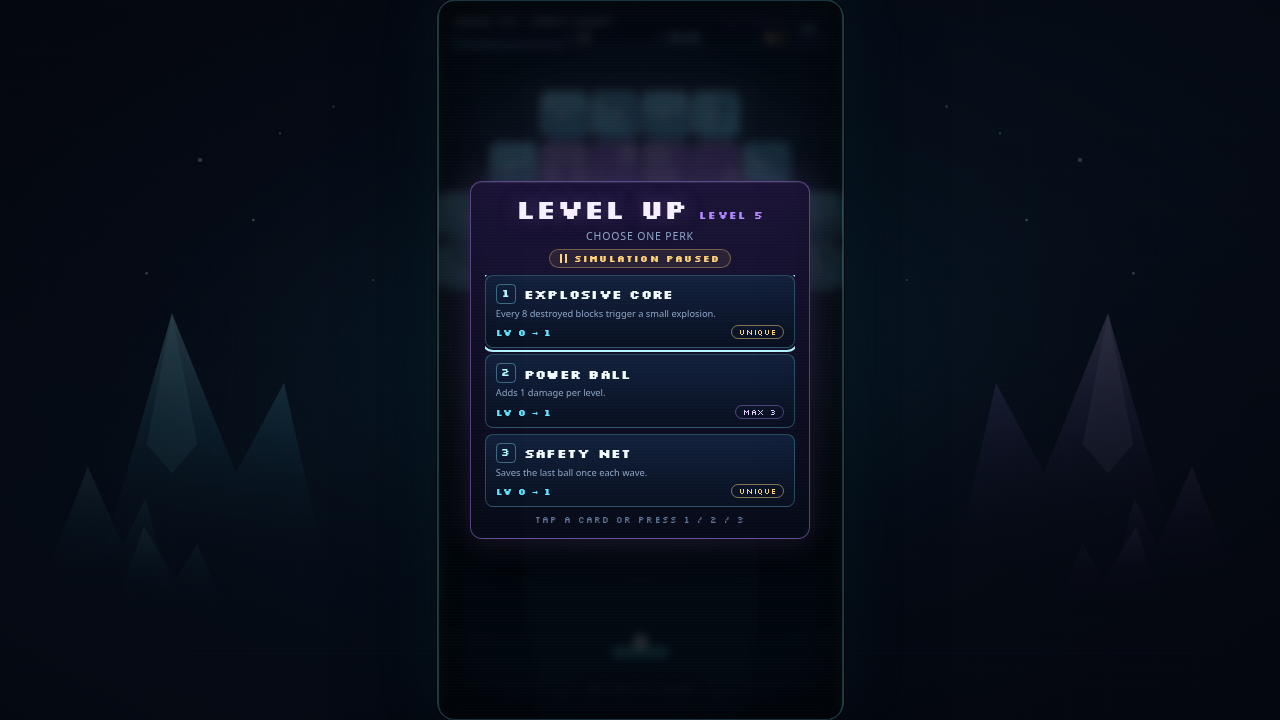 LEVEL UP LEVEL 5
CHOOSE ONE PERK
SIMULATION PAUSED
1 EXPLOSIVE CORE
Every 8 destroyed blocks trigger a small explosion.
LV 0 → 1 UNIQUE
2 POWER BALL
Adds 1 damage per level.
LV 0 → 1 MAX 3
3 SAFETY NET
Saves the last ball once each wave.
LV 0 → 1 UNIQUE
TAP A CARD OR PRESS 1 / 2 / 3